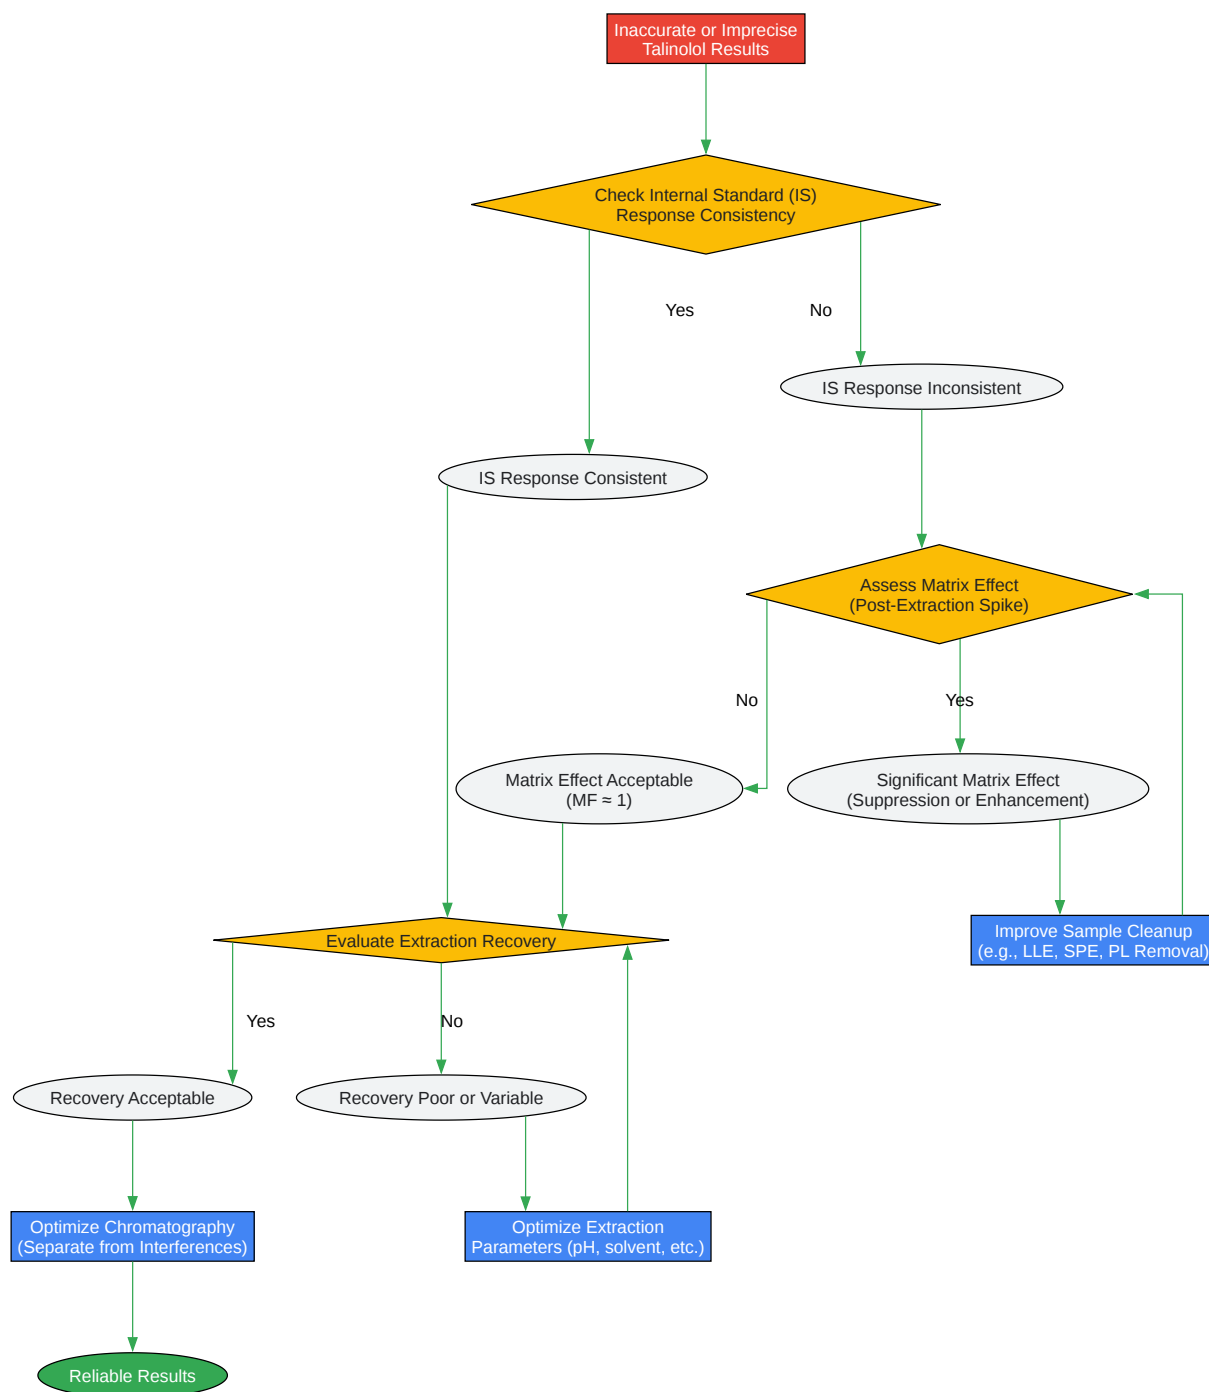 Inaccurate or Imprecise
Talinolol Results
Check Internal Standard (IS)
Response Consistency
Yes
No
IS Response Inconsistent
IS Response Consistent
Assess Matrix Effect
(Post-Extraction Spike)
No
Yes
Matrix Effect Acceptable
(MF ≈ 1)
Significant Matrix Effect
(Suppression or Enhancement)
Evaluate Extraction Recovery
Improve Sample Cleanup
(e.g., LLE, SPE, PL Removal)
Yes
No
Recovery Acceptable
Recovery Poor or Variable
Optimize Chromatography
(Separate from Interferences)
Optimize Extraction
Parameters (pH, solvent, etc.)
Reliable Results